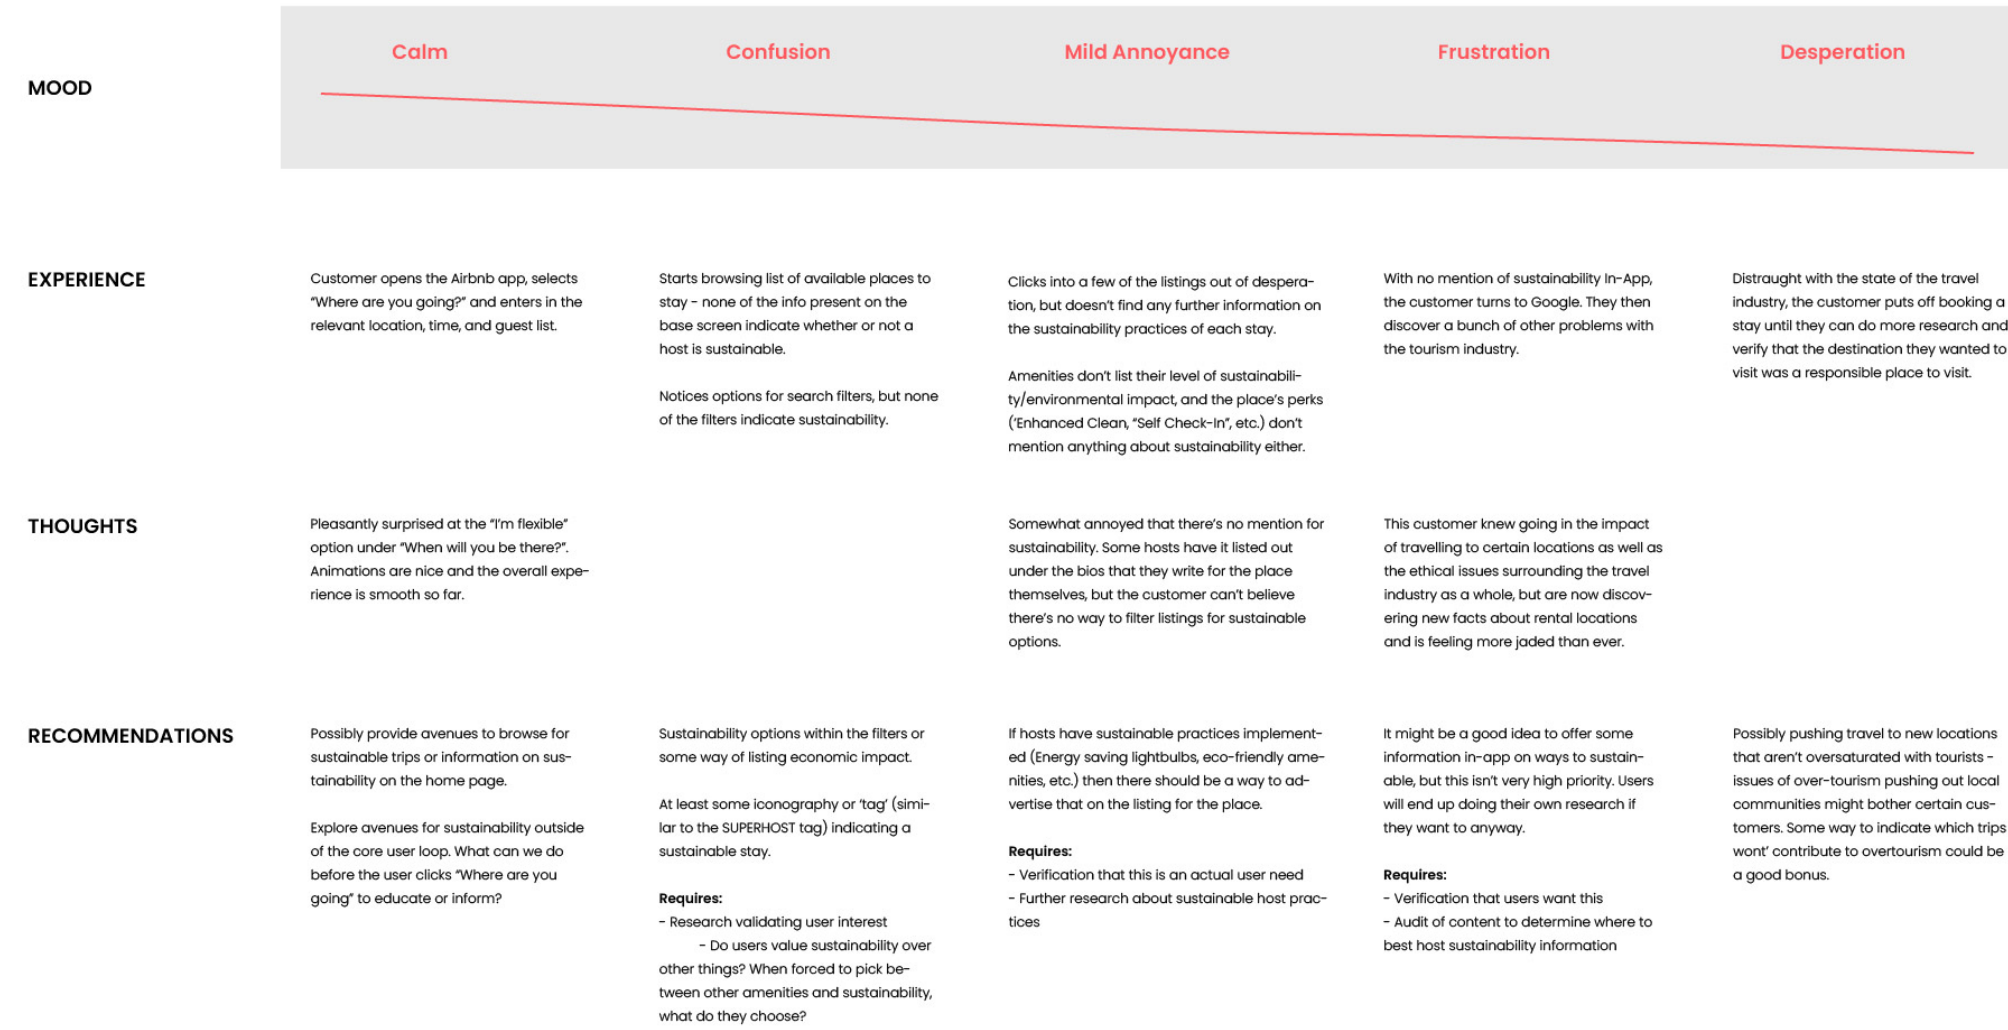 MOOD
Calm
Confusion
Mild Annoyance
Frustration
Desperation
EXPERIENCE
Customer opens the Airbnb app, selects
“Where are you going?” and enters in the
relevant location, time, and guest list.
Starts browsing list of available places to
stay - none of the info present on the
base screen indicate whether or not a
host is sustainable.
Notices options for search filters, but none
of the filters indicate sustainability.
Clicks into a few of the listings out of despera-
tion, but doesn’t find any further information on
the sustainability practices of each stay.
Amenities don’t list their level of sustainabili-
ty/environmental impact, and the place’s perks
(‘Enhanced Clean, “Self Check-In”, etc.) don’t
mention anything about sustainability either.
With no mention of sustainability In-App,
the customer turns to Google. They then
discover a bunch of other problems with
the tourism industry.
Distraught with the state of the travel
industry, the customer puts off booking a
stay until they can do more research and
verify that the destination they wanted to
visit was a responsible place to visit.
THOUGHTS
Pleasantly surprised at the “I’m flexible”
option under “When will you be there?”.
Animations are nice and the overall expe-
rience is smooth so far.
Somewhat annoyed that there’s no mention for
sustainability. Some hosts have it listed out
under the bios that they write for the place
themselves, but the customer can’t believe
there’s no way to filter listings for sustainable
options.
This customer knew going in the impact
of travelling to certain locations as well as
the ethical issues surrounding the travel
industry as a whole, but are now discov-
ering new facts about rental locations
and is feeling more jaded than ever.
RECOMMENDATIONS
Possibly provide avenues to browse for
sustainable trips or information on sus-
tainability on the home page.
Explore avenues for sustainability outside
of the core user loop. What can we do
before the user clicks “Where are you
going” to educate or inform?
Sustainability options within the filters or
some way of listing economic impact.
At least some iconography or ‘tag’ (simi-
lar to the SUPERHOST tag) indicating a
sustainable stay.
Requires:
- Research validating user interest
- Do users value sustainability over
other things? When forced to pick be-
tween other amenities and sustainability,
what do they choose?
If hosts have sustainable practices implement-
ed (Energy saving lightbulbs, eco-friendly ame-
nities, etc.) then there should be a way to ad-
vertise that on the listing for the place.
Requires:
- Verification that this is an actual user need
- Further research about sustainable host prac-
tices
It might be a good idea to offer some
information in-app on ways to sustain-
able, but this isn’t very high priority. Users
will end up doing their own research if
they want to anyway.
Requires:
- Verification that users want this
- Audit of content to determine where to
best host sustainability information
Possibly pushing travel to new locations
that aren’t oversaturated with tourists -
issues of over-tourism pushing out local
communities might bother certain cus-
tomers. Some way to indicate which trips
wont’ contribute to overtourism could be
a good bonus.